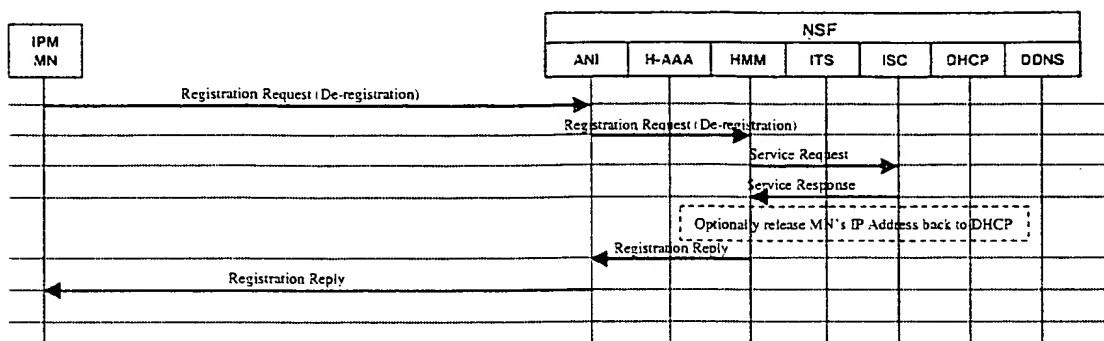 NSF
IPM
MN
ANI H-AAA HMM ITS ISC DHCP DDNS
Registration Request (De-registration)
Registration Request (De-registration)
Service Request
Service Response
Optionally release MN's IP Address back to DHCP
Registration Reply
Registration Reply